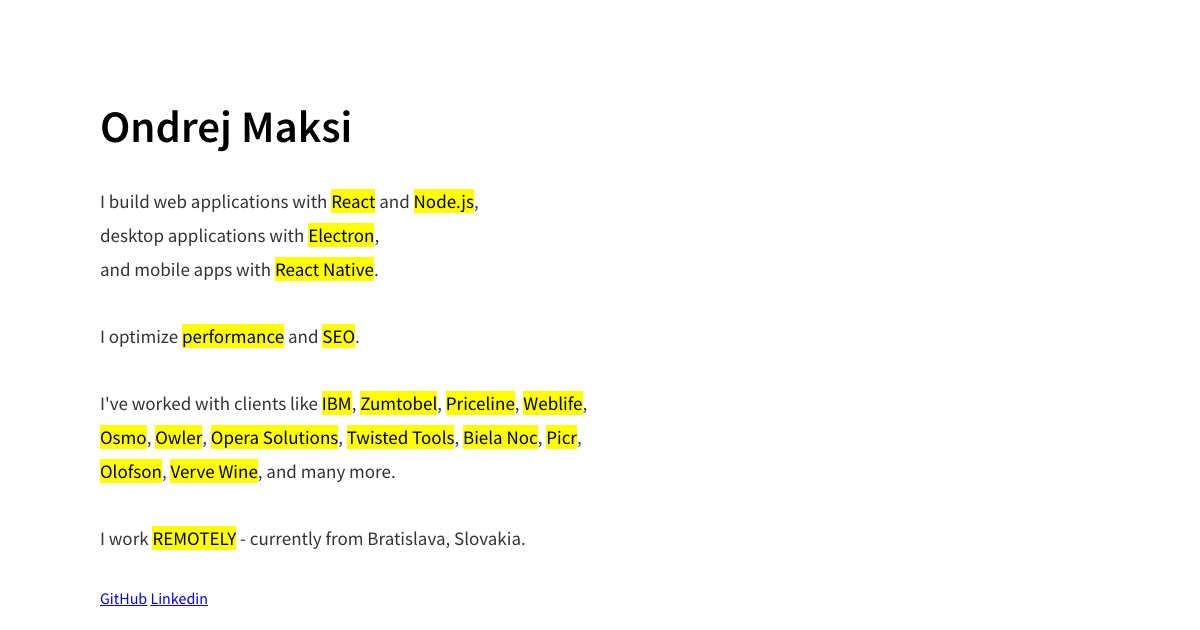 Ondrej Maksi
I build web applications with React and Node.js,
desktop applications with Electron,
and mobile apps with React Native.
I optimize performance and SEO.
I've worked with clients like IBM, Zumtobel, Priceline, Weblife,
Osmo, Owler, Opera Solutions, Twisted Tools, Biela Noc, Picr,
Olofson, Verve Wine, and many more.
I work REMOTELY - currently from Bratislava, Slovakia.
GitHub Linkedin